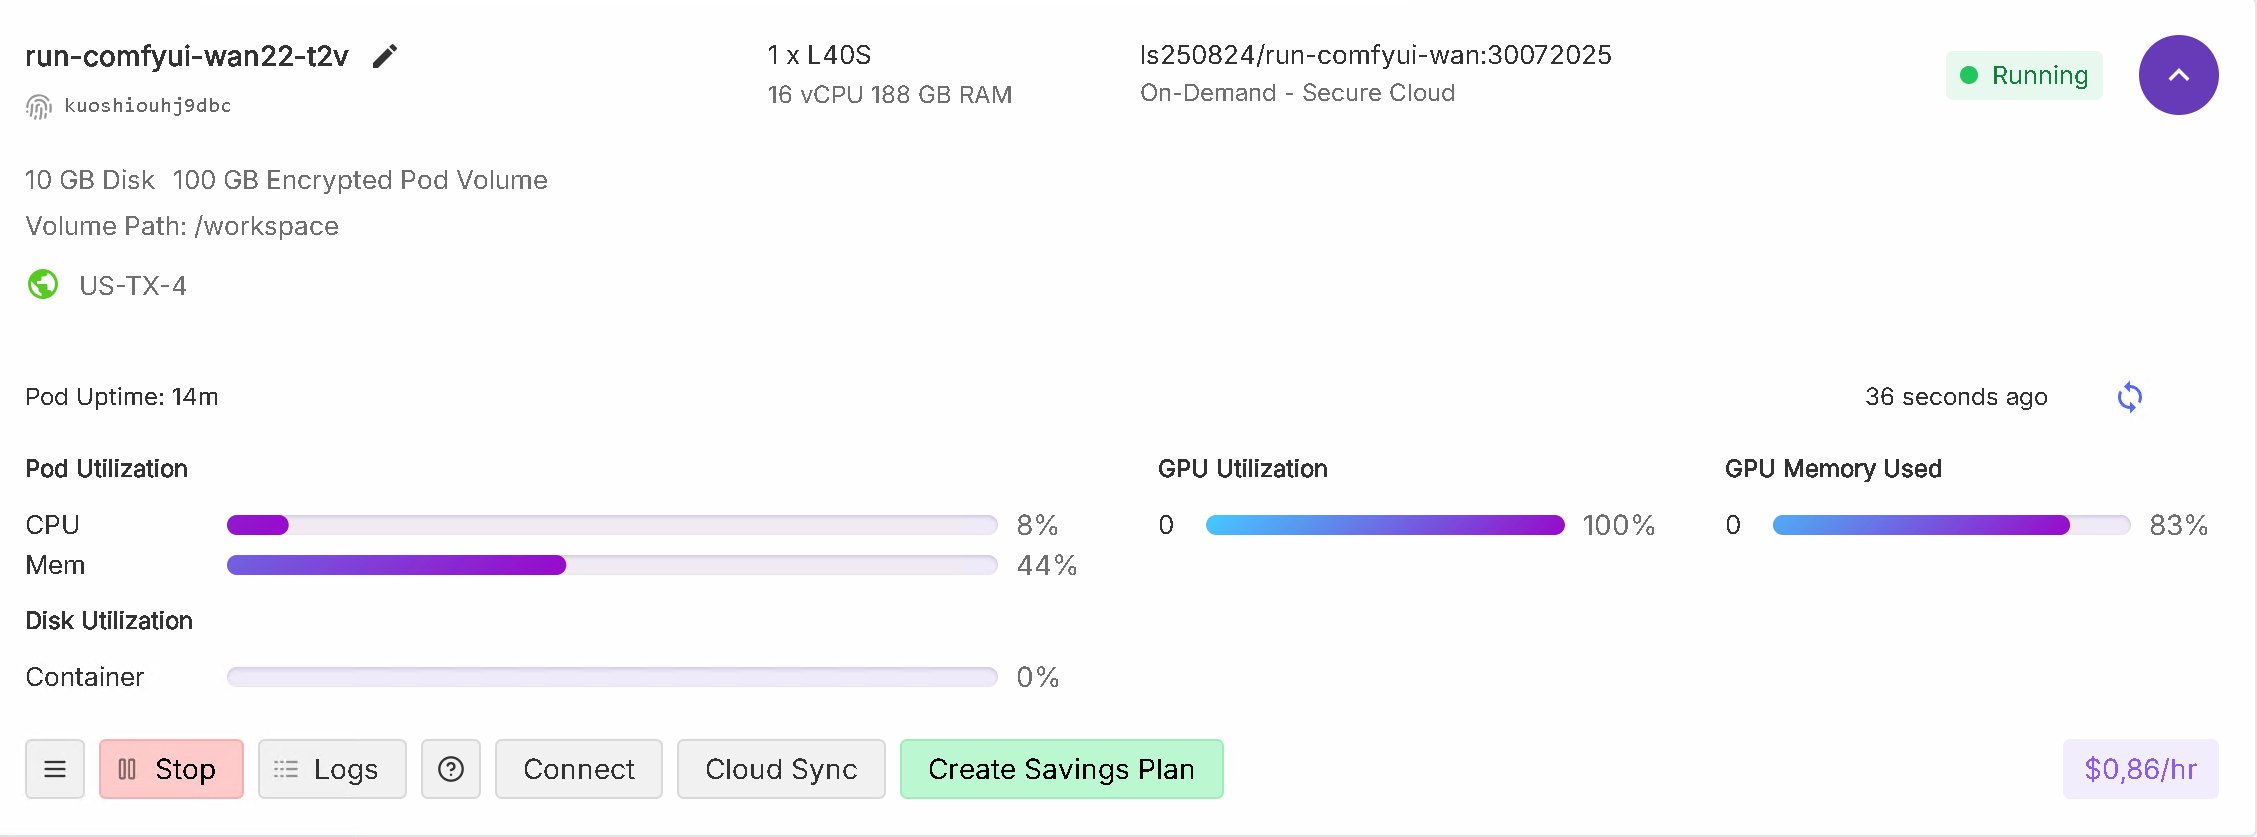 run-comfyui-wan22-t2v
kuoshiouhj9dbc
1 x L40S
16 vCPU 188 GB RAM
ls250824/run-comfyui-wan:30072025
On-Demand - Secure Cloud
Running
10 GB Disk 100 GB Encrypted Pod Volume
Volume Path: /workspace
US-TX-4
Pod Uptime: 14m
36 seconds ago
Pod Utilization
CPU 8%
Mem 44%
GPU Utilization
0 100%
GPU Memory Used
0 83%
Disk Utilization
Container 0%
Stop
Logs
Connect
Cloud Sync
Create Savings Plan
$0,86/hr